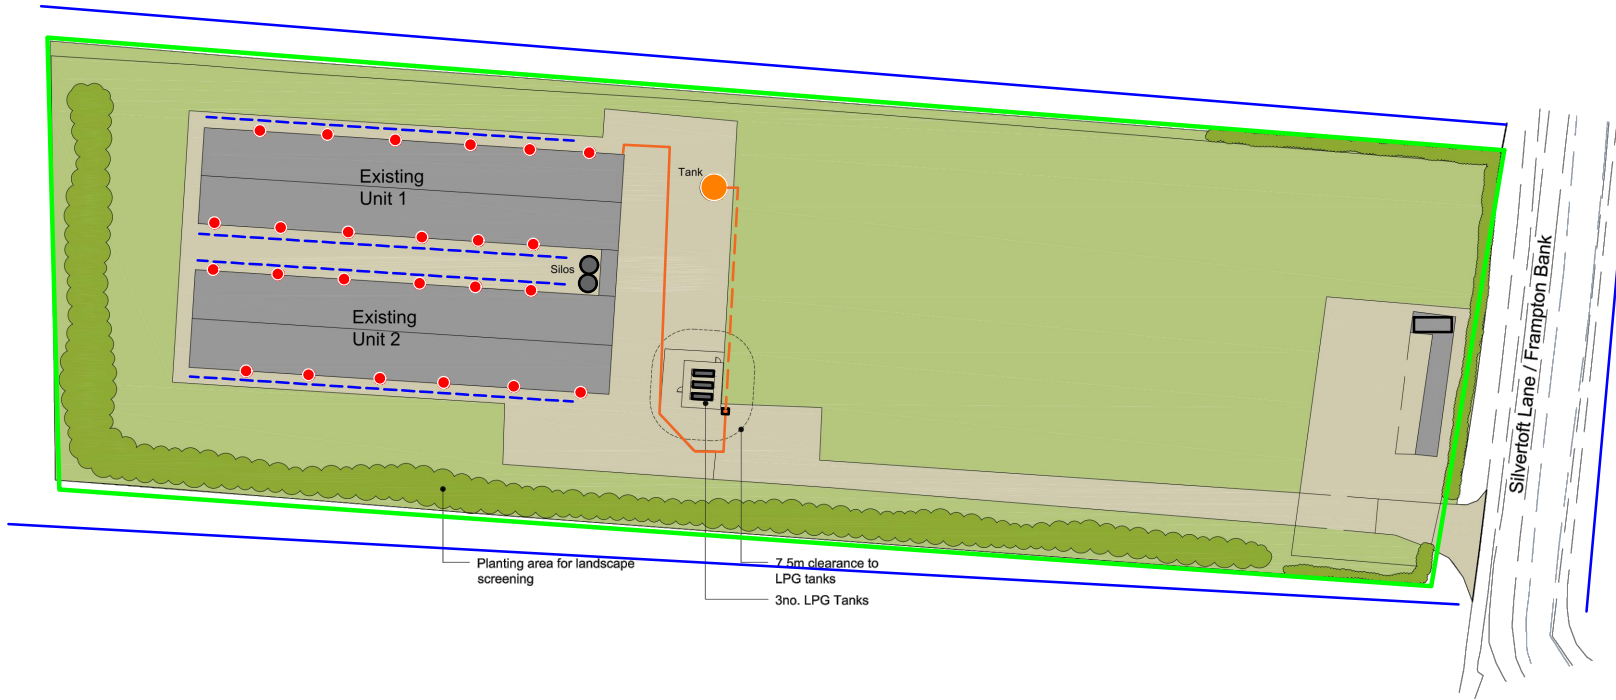 Existing
Unit 1
Tank
Silos
Existing
Unit 2
Silvertoft Lane / Frampton Bank
Planting area for landscape
screening
7.5m clearance to
LPG tanks
3no. LPG Tanks